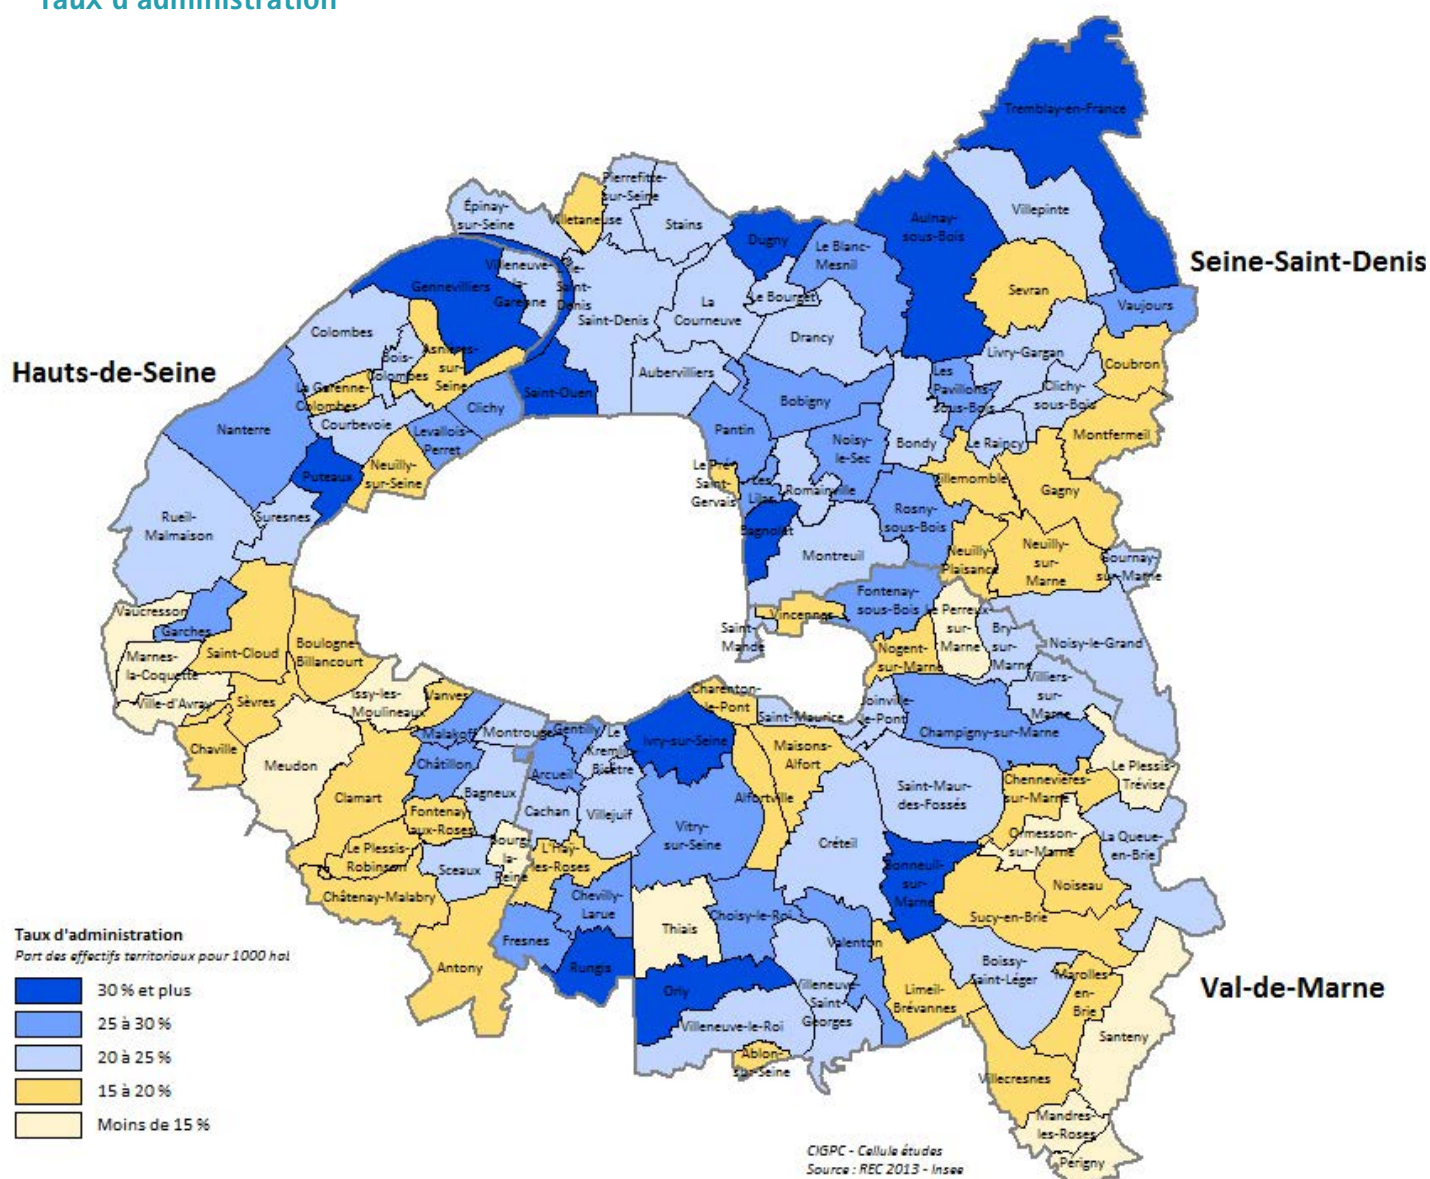 Taux d'administration
Tremblay-en-France
Pierrefitte-
sur-Seine
Épinay-
sur-Seine
Villetaneuse
Stains
Dugny
Le Blanc-
Mesnil
Aulnay-
sous-Bois
Villepinte
Seine-Saint-Denis
Sevran
Vaujours
Gennevilliers
Villeneuve-
la-
Garenne
Île-
Saint-
Denis
Saint-Denis
La
Courneuve
Le Bourget
Drancy
Livry-Gargan
Coubron
Colombes
Bois-
Colombes
Asnières-
sur-
Seine
Hauts-de-Seine
La Garenne-
Colombes
Courbevoie
Clichy
Saint-Ouen
Aubervilliers
Bobigny
Les
Pavillons-
sous-Bois
Clichy-
sous-Bois
Montfermeil
Nanterre
Levallois-
Perret
Pantin
Noisy-
le-Sec
Bondy
Le Raincy
Puteaux
Neuilly-
sur-Seine
Le Pré-
Saint-
Gervais
Les
Lilas
Romainville
Villemomble
Gagny
Rueil-
Malmaison
Suresnes
Bagnolet
Rosny-
sous-Bois
Montreuil
Neuilly-
Plaisance
Neuilly-
sur-
Marne
Gournay-
sur-Marne
Vaucresson
Garches
Marnes-
la-Coquette
Saint-Cloud
Boulogne-
Billancourt
Saint-
Mandé
Vincennes
Fontenay-
sous-Bois
Le Perreux-
sur-
Marne
Nogent-
sur-Marne
Bry-
sur-
Marne
Noisy-le-Grand
Ville-d'Avray
Sèvres
Issy-les-
Moulineaux
Vanves
Charenton-
le-Pont
Saint-Maurice
Joinville-
le-Pont
Villiers-
sur-
Marne
Chaville
Meudon
Malakoff
Montrouge
Gentilly
Le
Kremlin-
Bicêtre
Ivry-sur-Seine
Maisons-
Alfort
Champigny-sur-Marne
Le Plessis-
Trévise
Clamart
Châtillon
Bagneux
Arcueil
Cachan
Villejuif
Alfortville
Saint-Maur-
des-Fossés
Chennevières-
sur-Marne
Fontenay-
aux-Roses
Vitry-
sur-Seine
Créteil
Ormesson-
sur-Marne
La Queue-
en-Brie
Le Plessis-
Robinson
Sceaux
Bourg-
la-
Reine
L'Haÿ-
les-Roses
Bonneuil-
sur-
Marne
Noiseau
Châtenay-Malabry
Chevilly-
Larue
Thiais
Choisy-le-Roi
Sucy-en-Brie
Antony
Fresnes
Rungis
Orly
Valenton
Villeneuve-
Saint-
Georges
Limeil-
Brévannes
Boissy-
Saint-Léger
Marolles-
en-
Brie
Val-de-Marne
Villeneuve-le-Roi
Ablon-
sur-Seine
Santeny
Villecresnes
Mandres-
les-Roses
Périgny
Taux d'administration
Part des effectifs territoriaux pour 1000 hal
30 % et plus
25 à 30 %
20 à 25 %
15 à 20 %
Moins de 15 %
CIGPC - Cellule études
Source : REC 2013 - Insee